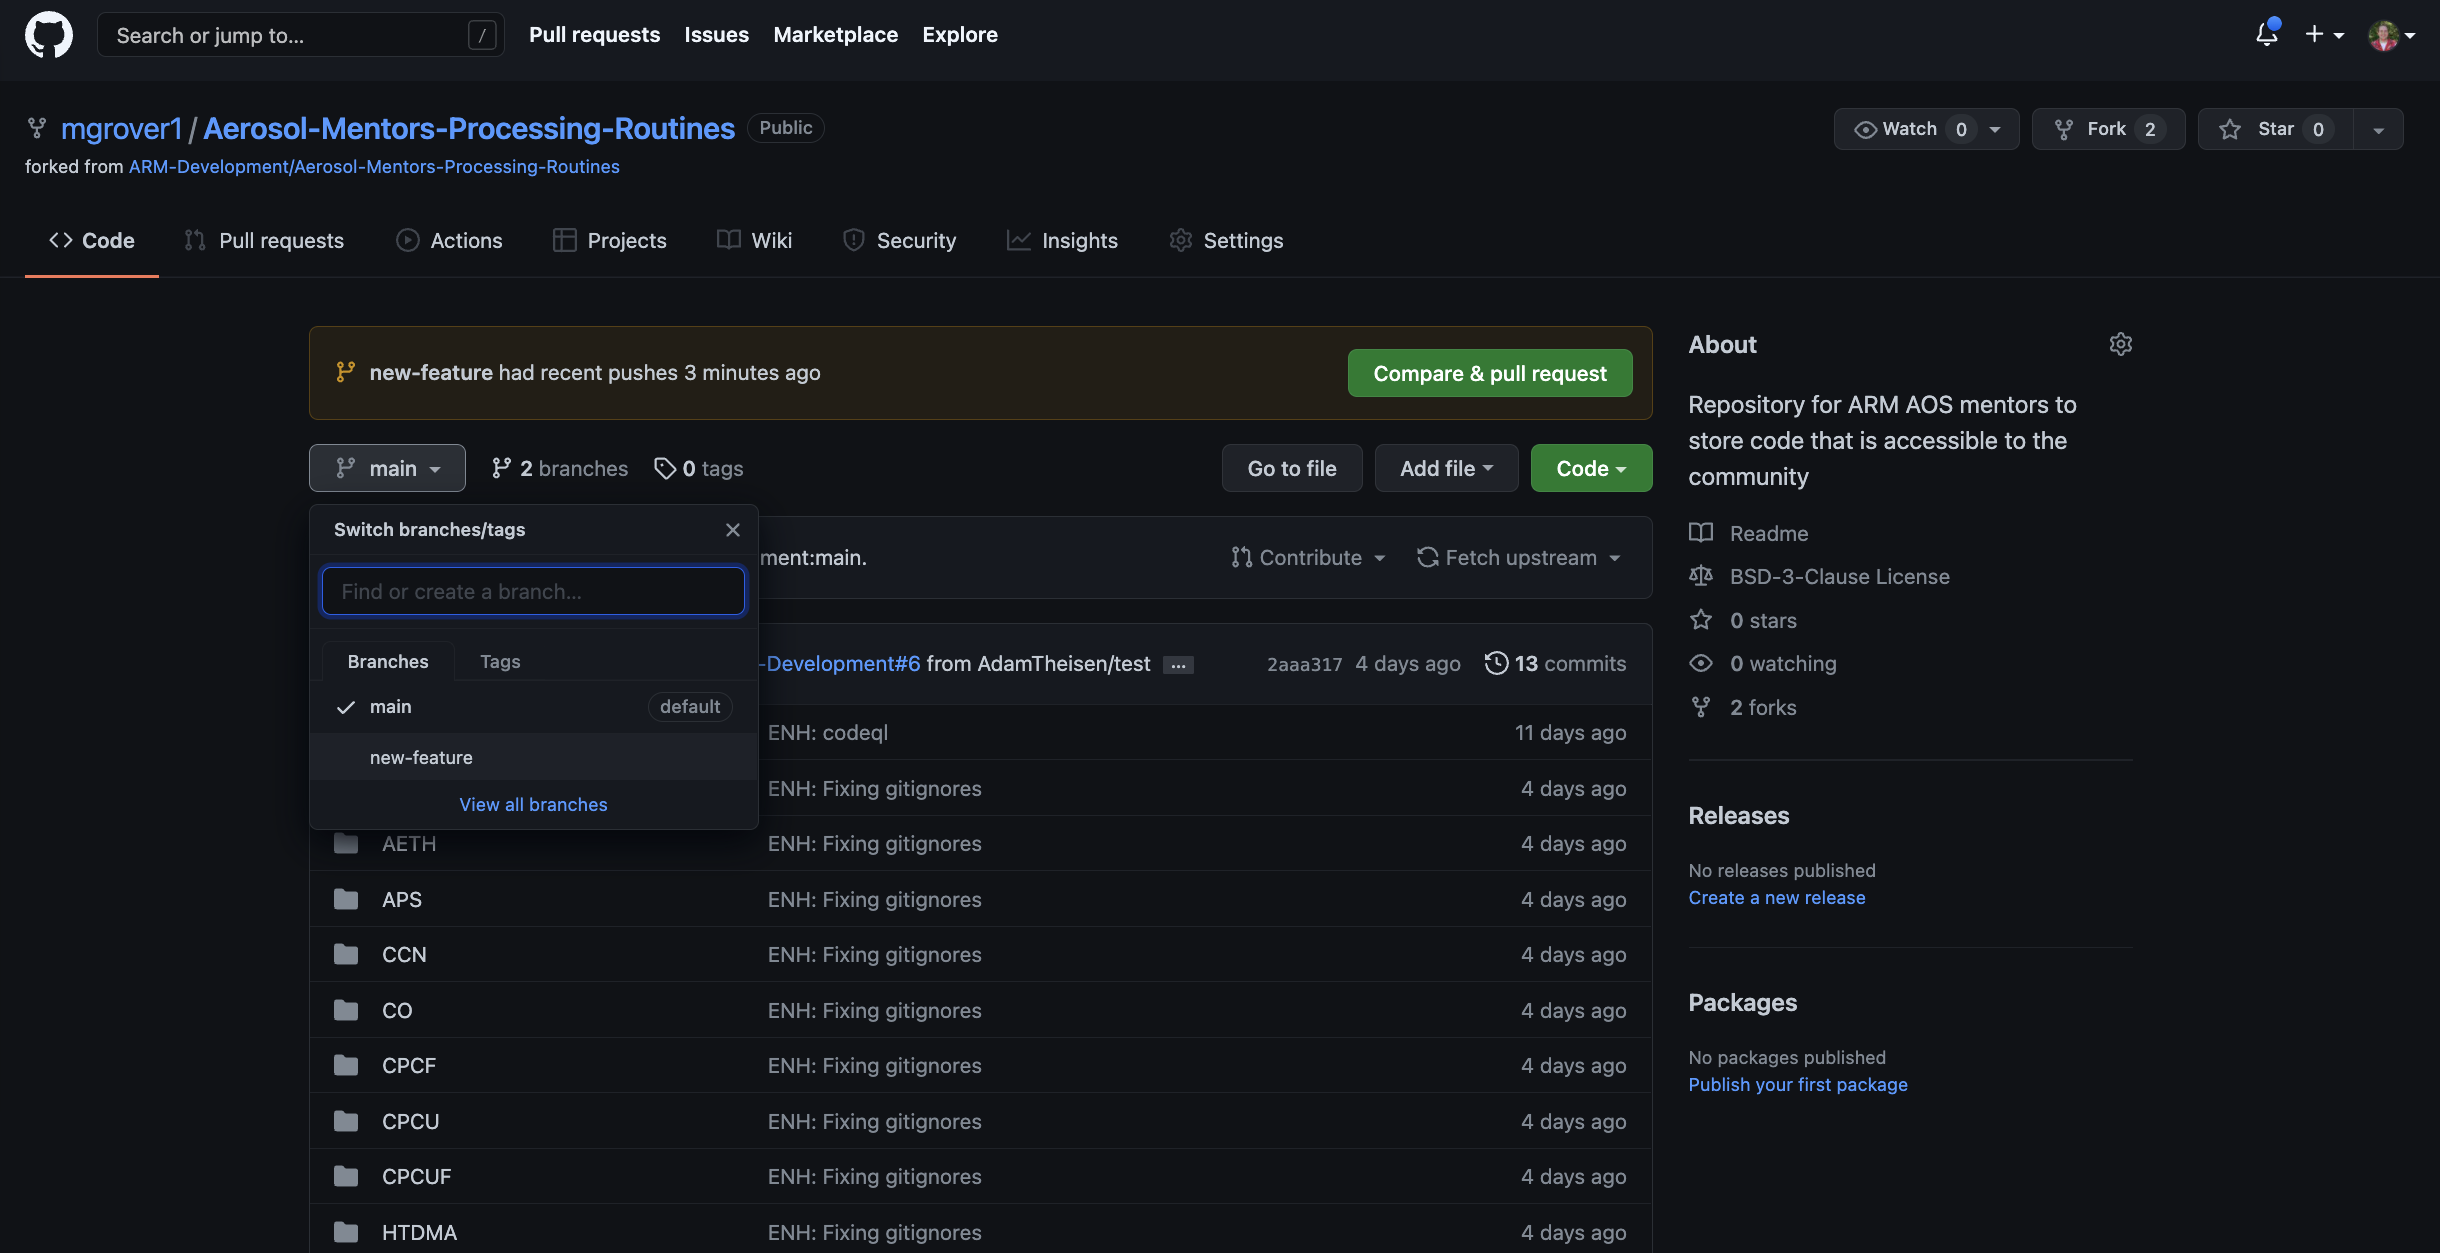 Search or jump to... /
Pull requests
Issues
Marketplace
Explore
mgrover1 / Aerosol-Mentors-Processing-Routines Public
forked from ARM-Development/Aerosol-Mentors-Processing-Routines
Watch 0
Fork 2
Star 0
Code
Pull requests
Actions
Projects
Wiki
Security
Insights
Settings
new-feature had recent pushes 3 minutes ago
Compare & pull request
main
2 branches
0 tags
Go to file
Add file
Code
Switch branches/tags
Find or create a branch...
Branches
Tags
main default
new-feature
View all branches
ment:main.
Contribute
Fetch upstream
-Development#6 from AdamTheisen/test ...
2aaa317 4 days ago
13 commits
ENH: codeql 11 days ago
ENH: Fixing gitignores 4 days ago
AETH ENH: Fixing gitignores 4 days ago
APS ENH: Fixing gitignores 4 days ago
CCN ENH: Fixing gitignores 4 days ago
CO ENH: Fixing gitignores 4 days ago
CPCF ENH: Fixing gitignores 4 days ago
CPCU ENH: Fixing gitignores 4 days ago
CPCUF ENH: Fixing gitignores 4 days ago
HTDMA ENH: Fixing gitignores 4 days ago
About
Repository for ARM AOS mentors to
store code that is accessible to the
community
Readme
BSD-3-Clause License
0 stars
0 watching
2 forks
Releases
No releases published
Create a new release
Packages
No packages published
Publish your first package